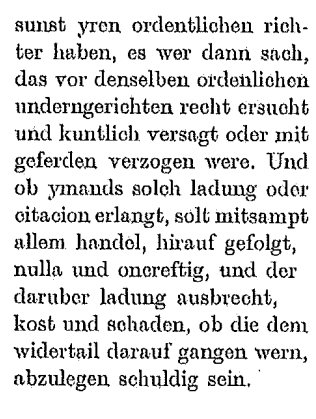 sunst yren ordentlichen rich-
ter haben, es wer dann sach,
das vor denselben ordenlichen
underngerichten recht ersucht
und kuntlich versagt oder mit
geferden verzogen were. Und
ob ymands solch ladung oder
citacion erlangt, solt mitsampt
allem handel, hirauf gefolgt,
nulla und oncreftig, und der
daruber ladung ausbrecht,
kost und schaden, ob die dem
widertail darauf gangen wern,
abzulegen schuldig sein.